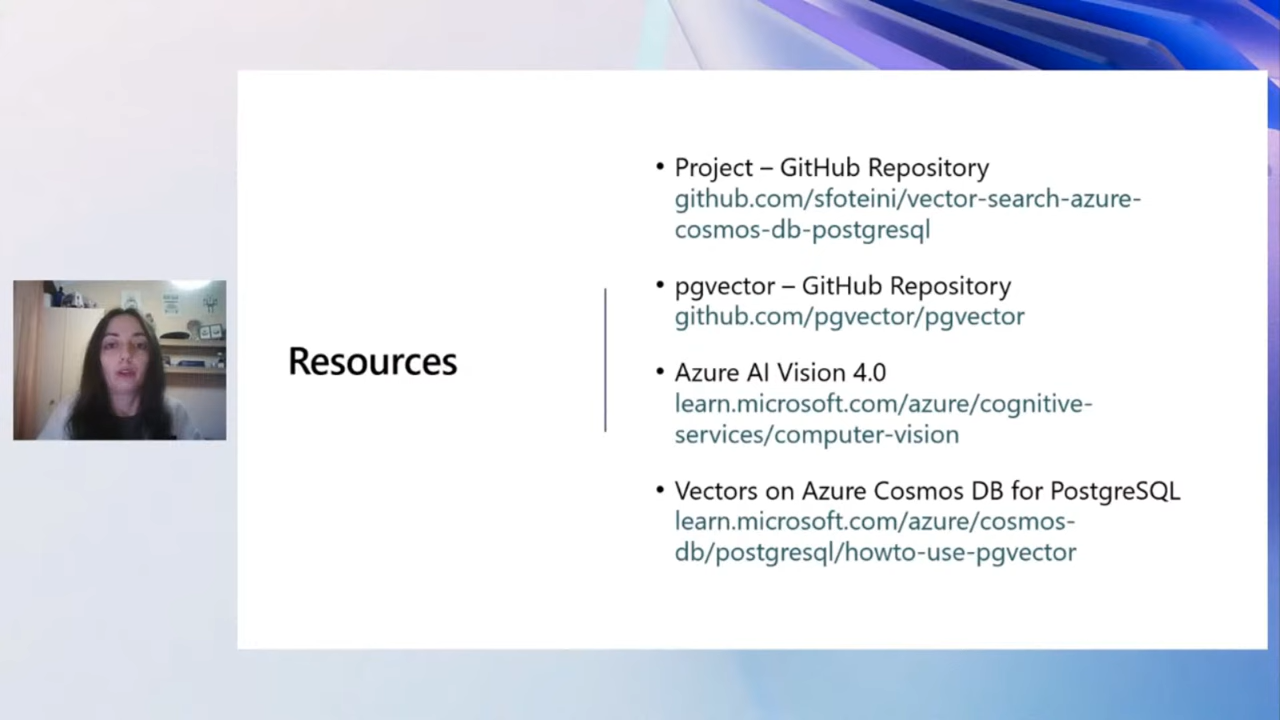 Resources
• Project – GitHub Repository
github.com/sfoteini/vector-search-azure-
cosmos-db-postgresql
• pgvector – GitHub Repository
github.com/pgvector/pgvector
• Azure AI Vision 4.0
learn.microsoft.com/azure/cognitive-
services/computer-vision
• Vectors on Azure Cosmos DB for PostgreSQL
learn.microsoft.com/azure/cosmos-
db/postgresql/howto-use-pgvector